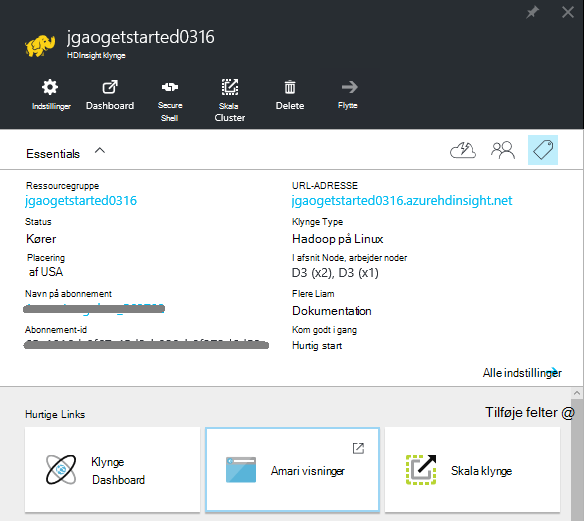 jgaogetstarted0316
HDInsight klynge
Indstillinger
Dashboard
Secure
Shell
Skala
Cluster
Delete
Flytte
Essentials
Ressourcegruppe
jgaogetstarted0316
URL-ADRESSE
jgaogetstarted0316.azurehdinsight.net
Status
Kører
Klynge Type
Hadoop på Linux
Placering
af USA
I afsnit Node, arbejder noder
D3 (x2), D3 (x1)
Navn på abonnement
Flere Liam
Dokumentation
Abonnement-id
Kom godt i gang
Hurtig start
Alle indstillinger
Hurtige Links
Tilføje felter @
Klynge
Dashboard
Amari visninger
Skala klynge